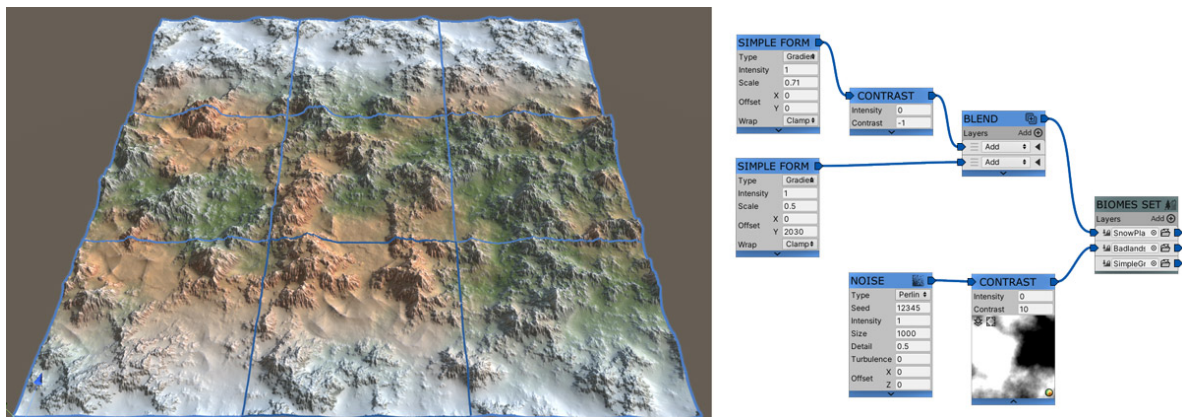 SIMPLE FORM
Type Gradien
Intensity 1
Scale 0.71
Offset X 0
Y 0
Wrap Clamp
CONTRAST
Intensity 0
Contrast -1
BLEND
Layers Add
Add
Add
SIMPLE FORM
Type Gradien
Intensity 1
Scale 0.5
Offset X 0
Y 2030
Wrap Clamp
BIOMES SET
Layers Add
SnowPla
Badlands
SimpleGr
NOISE
Type Perlin
Seed 12345
Intensity 1
Size 1000
Detail 0.5
Turbulence 0
Offset X 0
Z 0
CONTRAST
Intensity 0
Contrast 10